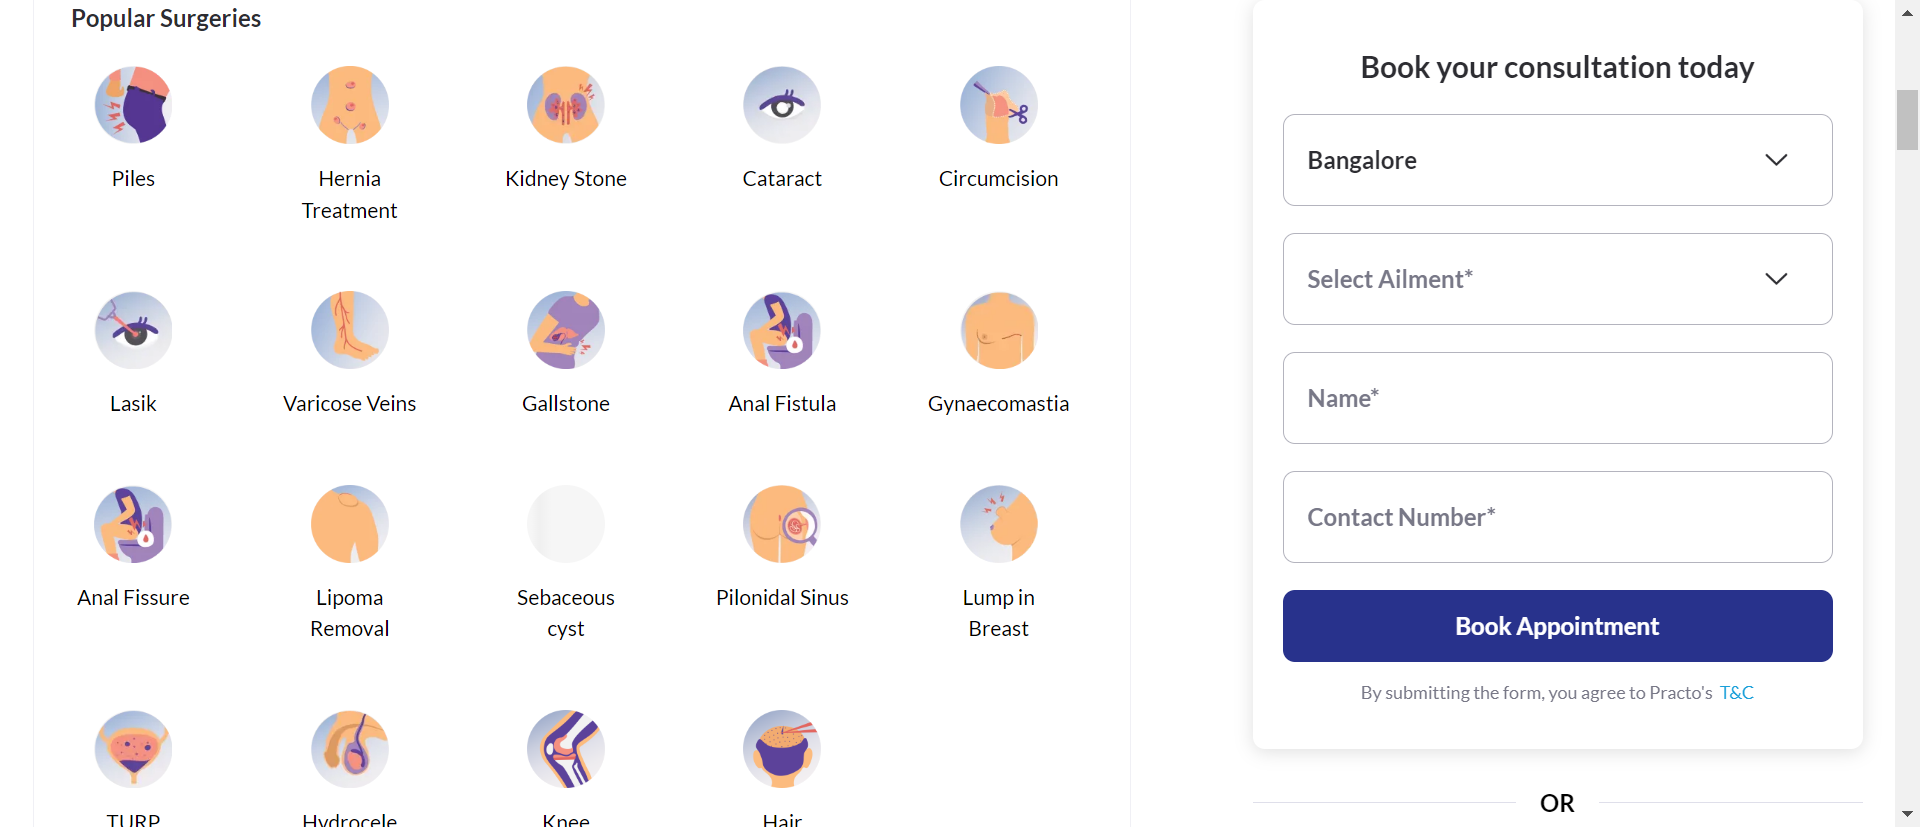 Popular Surgeries
Piles
Hernia
Treatment
Kidney Stone
Cataract
Circumcision
Lasik
Varicose Veins
Gallstone
Anal Fistula
Gynaecomastia
Anal Fissure
Lipoma
Removal
Sebaceous
cyst
Pilonidal Sinus
Lump in
Breast
TURP
Hydrocele
Knee
Hair
Book your consultation today
Bangalore
Select Ailment*
Name*
Contact Number*
Book Appointment
By submitting the form, you agree to Practo's T&C
OR